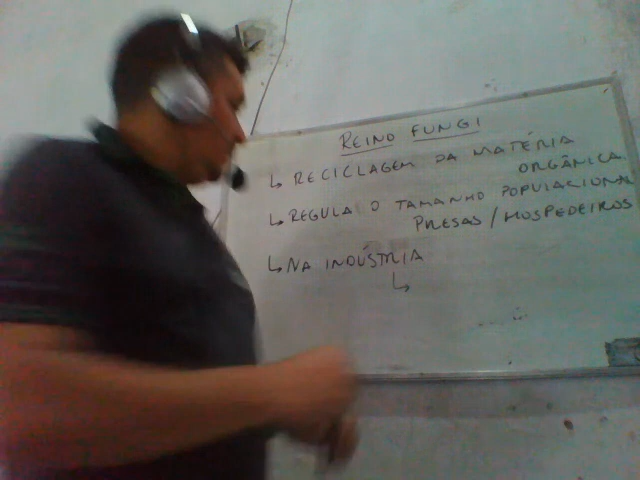 REINO FUNGI
↳ RECICLAGEM DA MATÉRIA
ORGÂNICA
↳ REGULA O TAMANHO POPULACIONAL
PRESAS / HOSPEDEIROS
↳ NA INDÚSTRIA
↳